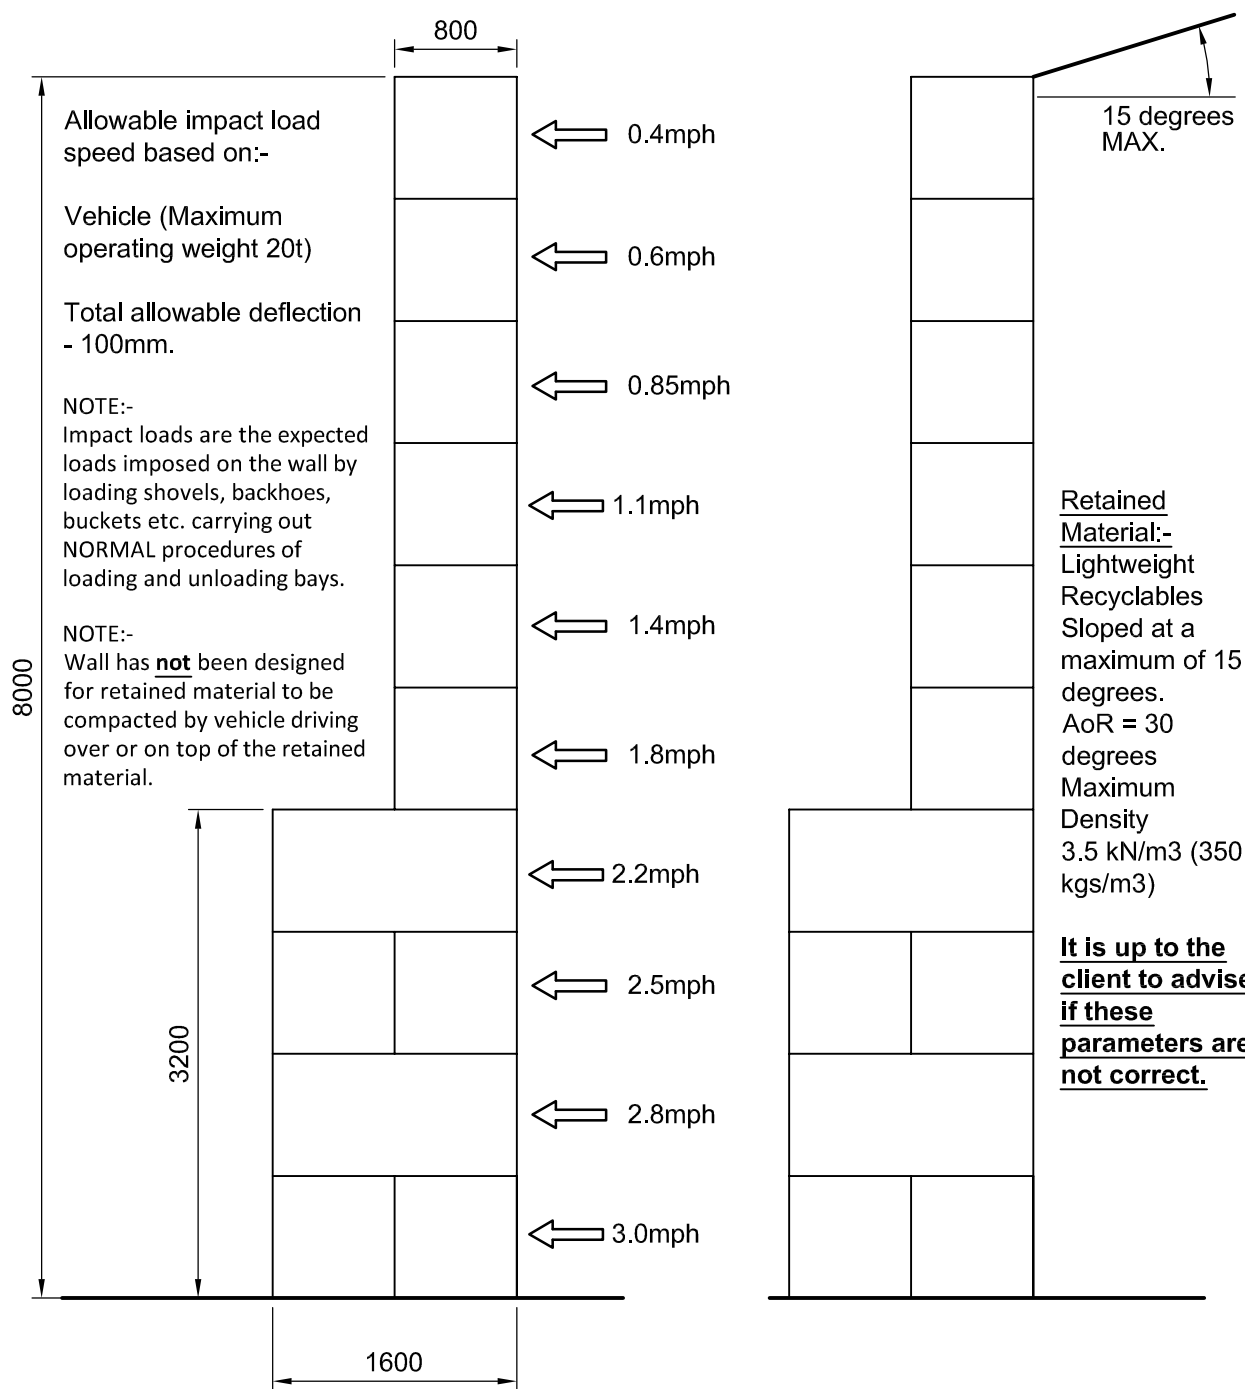 800
Allowable impact load
speed based on:-
Vehicle (Maximum
operating weight 20t)
Total allowable deflection
- 100mm.
NOTE:-
Impact loads are the expected
loads imposed on the wall by
loading shovels, backhoes,
buckets etc. carrying out
NORMAL procedures of
loading and unloading bays.
NOTE:-
Wall has not been designed
for retained material to be
compacted by vehicle driving
over or on top of the retained
material.
8000
3200
1600
0.4mph
0.6mph
0.85mph
1.1mph
1.4mph
1.8mph
2.2mph
2.5mph
2.8mph
3.0mph
15 degrees
MAX.
Retained
Material:-
Lightweight
Recyclables
Sloped at a
maximum of 15
degrees.
AoR = 30
degrees
Maximum
Density
3.5 kN/m3 (350
kgs/m3)
It is up to the
client to advise
if these
parameters are
not correct.